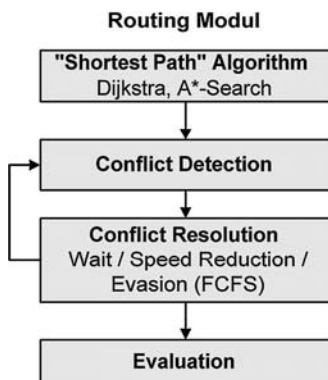 Routing Modul
"Shortest Path" Algorithm
Dijkstra, A*-Search
Conflict Detection
Conflict Resolution
Wait / Speed Reduction /
Evasion (FCFS)
Evaluation